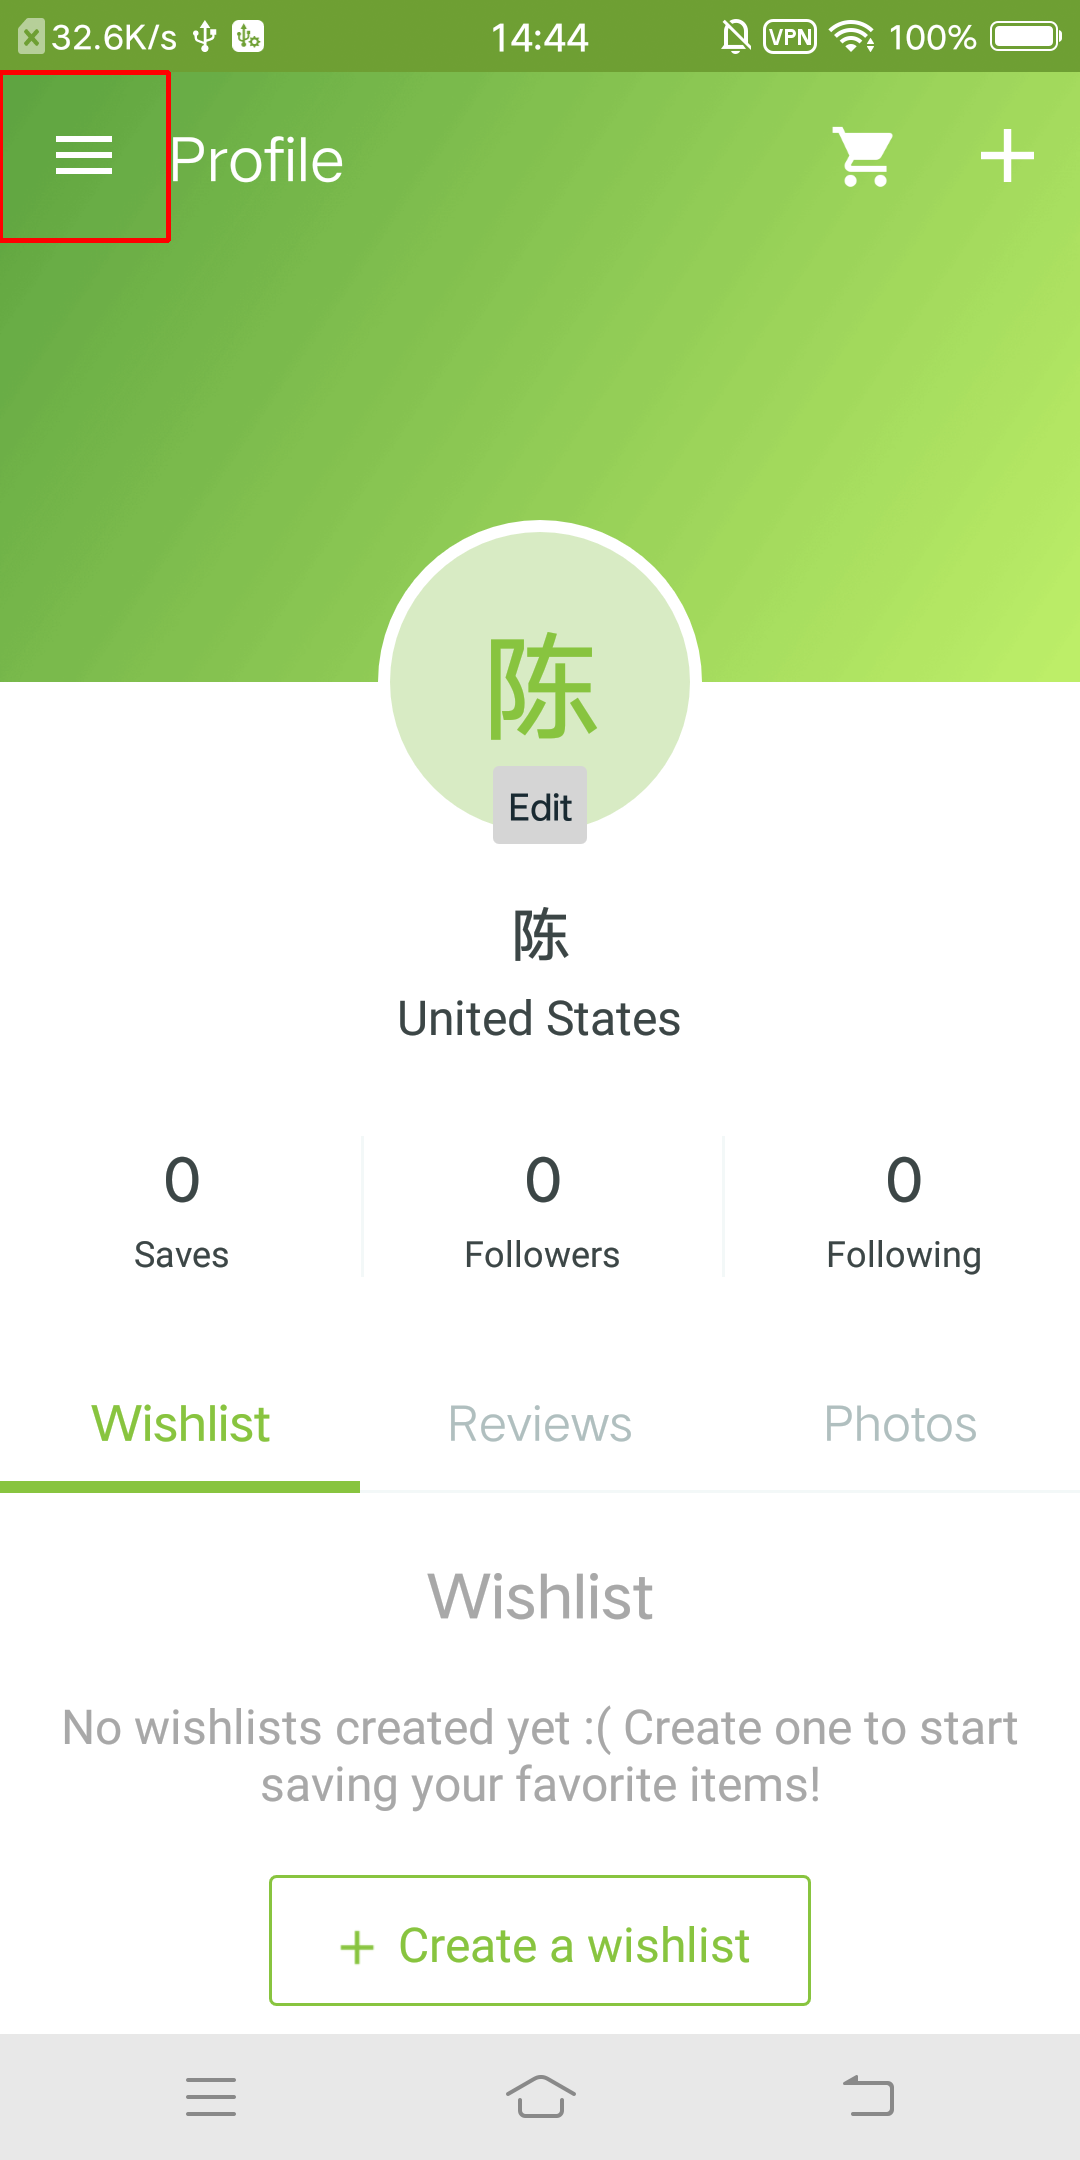 32.6K/s 14:44 VPN 100%
Profile
陈
Edit
陈
United States
0 0 0
Saves Followers Following
Wishlist Reviews Photos
Wishlist
No wishlists created yet :( Create one to start
saving your favorite items!
+ Create a wishlist